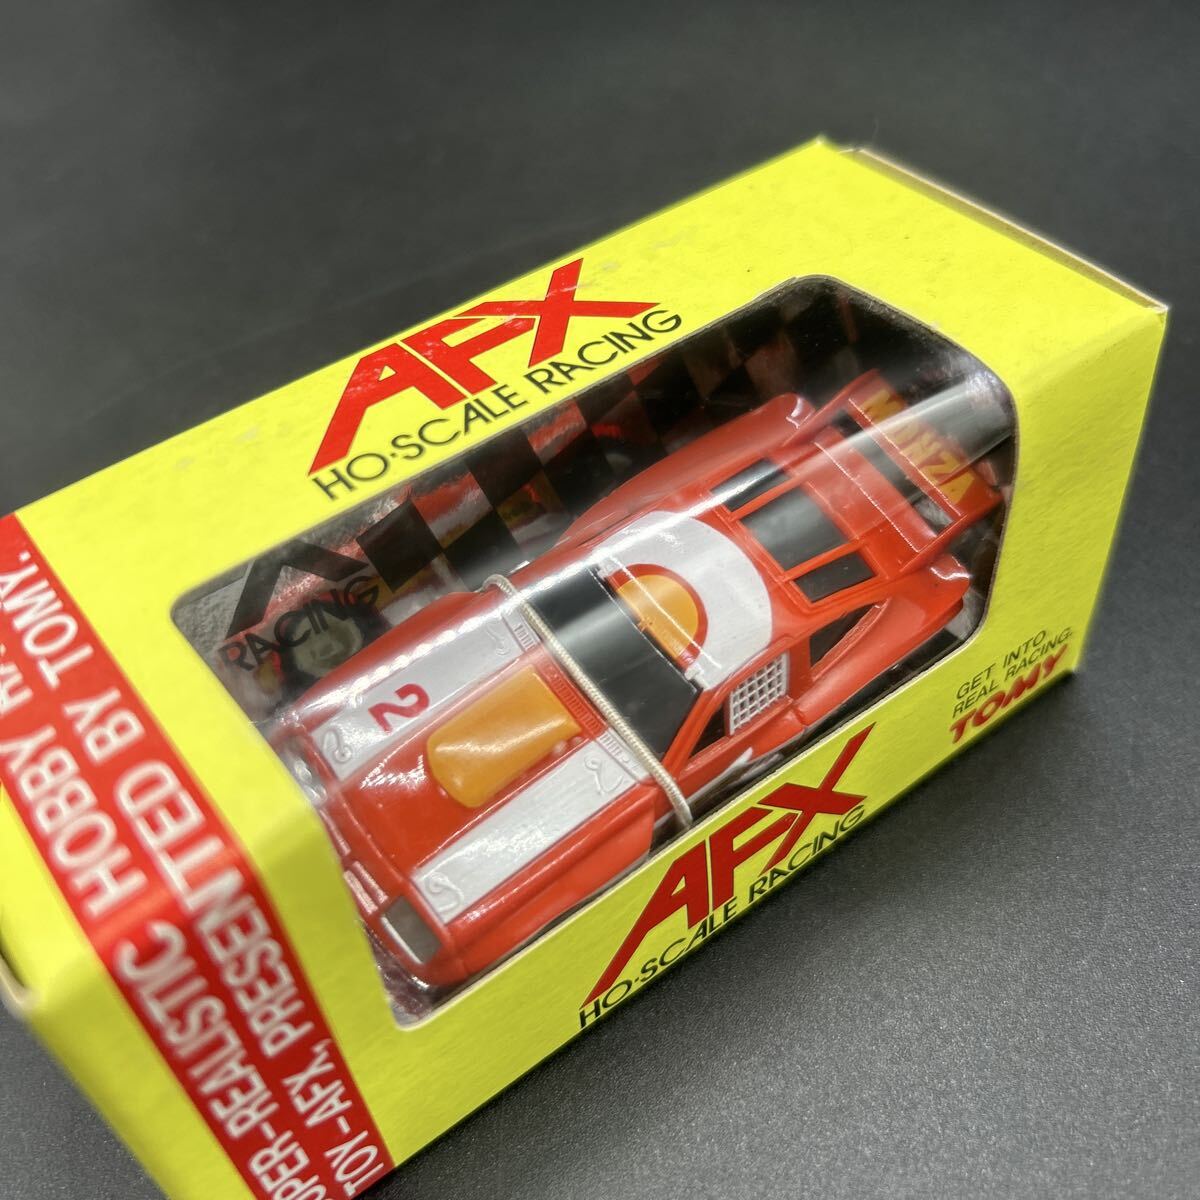 AFX
HO·SCALE RACING
RACING
2
MONZA
GET INTO
REAL RACING.
TOMY
AFX
HO·SCALE RACING
SUPER-REALISTIC HOBBY
TOY-AFX, PRESENTED BY TOMY.